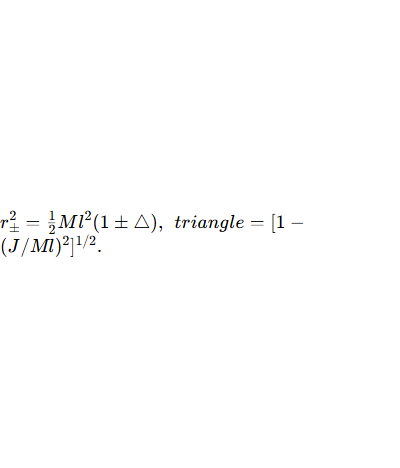 r²± = ½Ml²(1 ± △), triangle = [1 −
(J/Ml)²]^{1/2}.